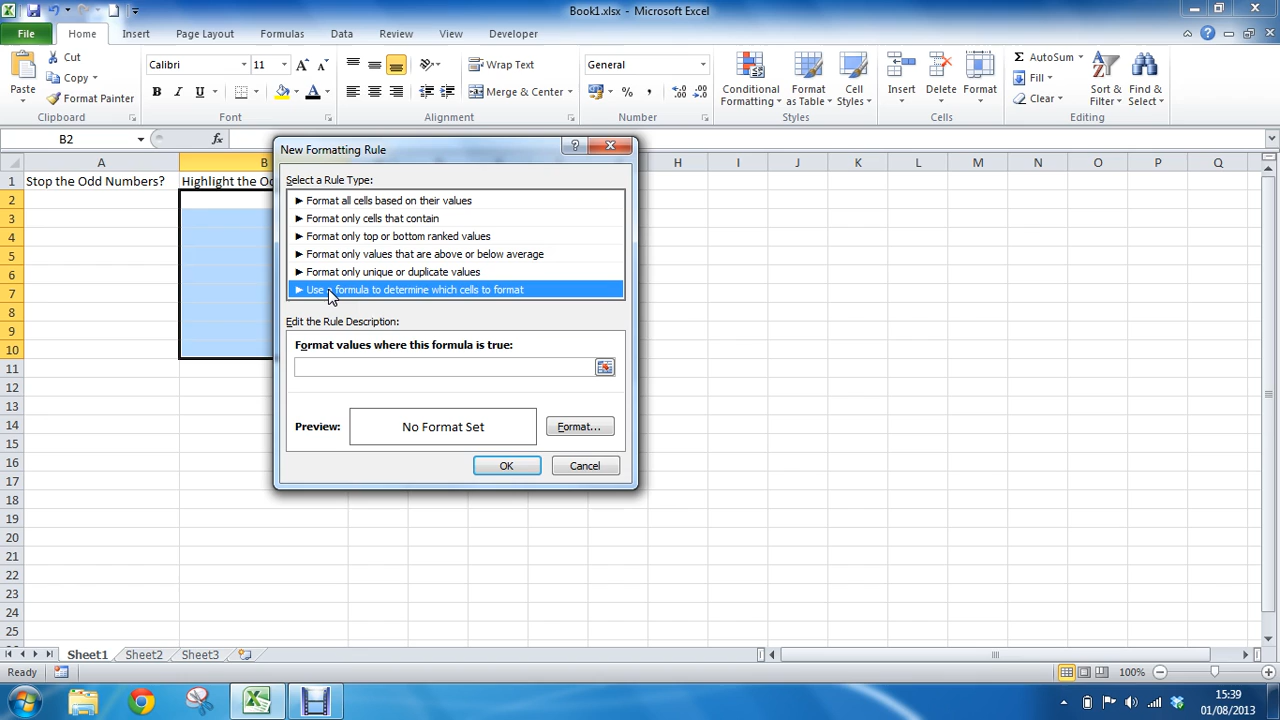 Book1.xlsx - Microsoft Excel
File Home Insert Page Layout Formulas Data Review View Developer
Cut
Copy
Format Painter
Paste
Clipboard
Calibri 11
B I U
Font
Wrap Text
Merge & Center
Alignment
General
Number
Conditional Formatting
Format as Table
Cell Styles
Styles
Insert
Delete
Format
Cells
AutoSum
Fill
Clear
Sort & Filter
Find & Select
Editing
B2 fx
A B H I J K L M N O P Q
1 Stop the Odd Numbers? Highlight the Od
2
3
4
5
6
7
8
9
10
11
12
13
14
15
16
17
18
19
20
21
22
23
24
25
New Formatting Rule
Select a Rule Type:
► Format all cells based on their values
► Format only cells that contain
► Format only top or bottom ranked values
► Format only values that are above or below average
► Format only unique or duplicate values
► Use a formula to determine which cells to format
Edit the Rule Description:
Format values where this formula is true:
Preview: No Format Set Format...
OK Cancel
Sheet1 Sheet2 Sheet3
Ready 100%
15:39
01/08/2013